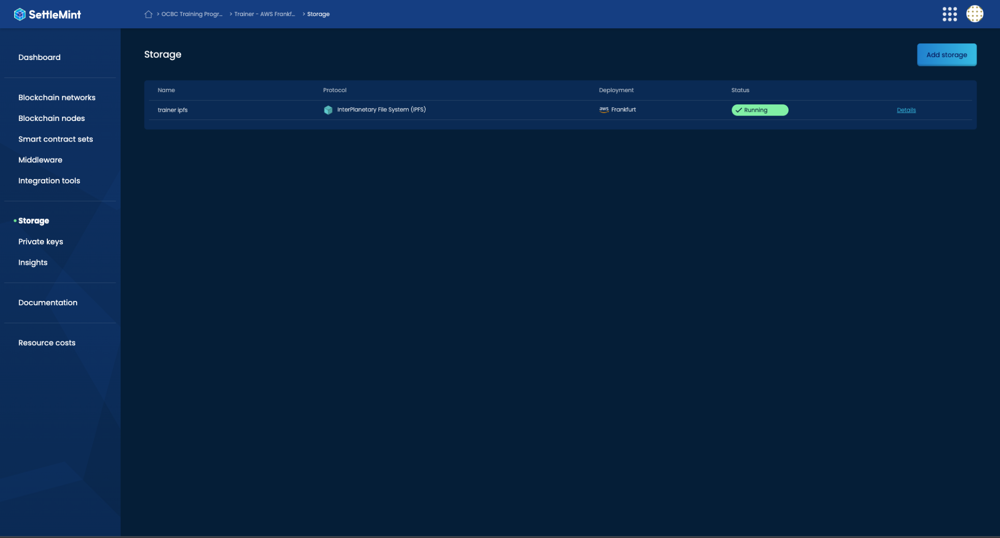 SettleMint
> OCBC Training Progr... > Trainer - AWS Frankf... > Storage
Dashboard
Blockchain networks
Blockchain nodes
Smart contract sets
Middleware
Integration tools
Storage
Private keys
Insights
Documentation
Resource costs
Storage
Add storage
Name Protocol Deployment Status
trainer ipfs InterPlanetary File System (IPFS) aws Frankfurt Running Details